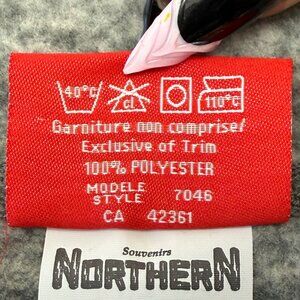 40°C cl 110°C
Garniture non comprise/
Exclusive of Trim
100% POLYESTER
MODELE
STYLE 7046
CA 42361
Souvenirs
NORTHERN